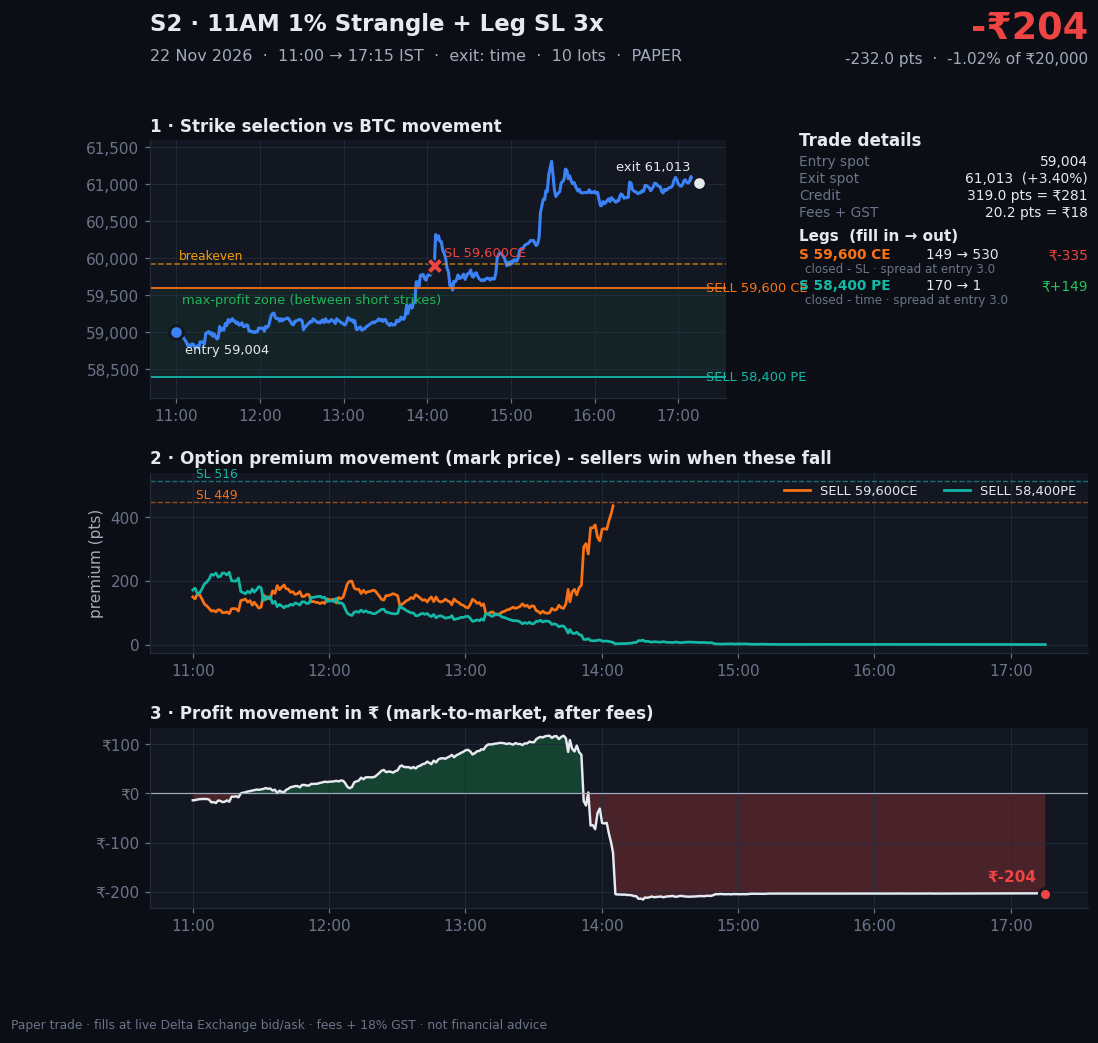 S2 · 11AM 1% Strangle + Leg SL 3x
-₹204
22 Nov 2026 · 11:00 → 17:15 IST · exit: time · 10 lots · PAPER
-232.0 pts · -1.02% of ₹20,000
1 · Strike selection vs BTC movement
61,500
61,000
60,500
60,000
59,500
59,000
58,500
exit 61,013
SL 59,600CE
breakeven
SELL 59,600 CE
max-profit zone (between short strikes)
entry 59,004
SELL 58,400 PE
11:00 12:00 13:00 14:00 15:00 16:00 17:00
Trade details
Entry spot 59,004
Exit spot 61,013 (+3.40%)
Credit 319.0 pts = ₹281
Fees + GST 20.2 pts = ₹18
Legs (fill in → out)
S 59,600 CE 149 → 530 ₹-335
closed - SL · spread at entry 3.0
S 58,400 PE 170 → 1 ₹+149
closed - time · spread at entry 3.0
2 · Option premium movement (mark price) - sellers win when these fall
SL 516
SL 449
SELL 59,600CE SELL 58,400PE
premium (pts)
400
200
0
11:00 12:00 13:00 14:00 15:00 16:00 17:00
3 · Profit movement in ₹ (mark-to-market, after fees)
₹100
₹0
₹-100
₹-200
₹-204
11:00 12:00 13:00 14:00 15:00 16:00 17:00
Paper trade · fills at live Delta Exchange bid/ask · fees + 18% GST · not financial advice